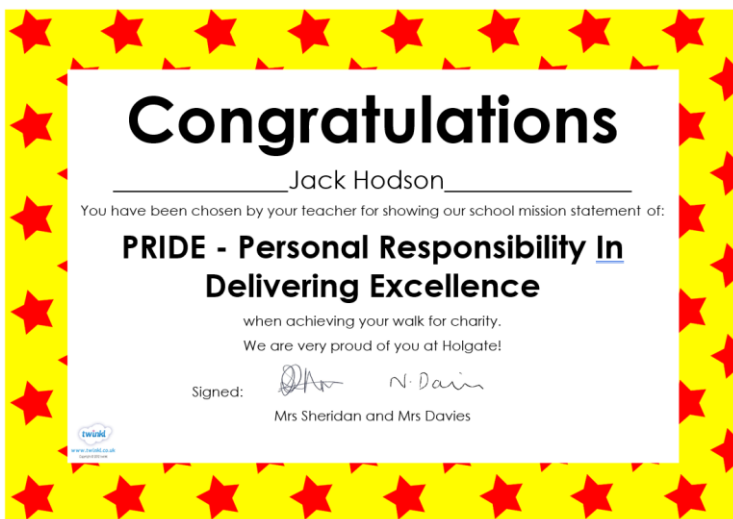 Congratulations
______________Jack Hodson_______________
You have been chosen by your teacher for showing our school mission statement of:
PRIDE - Personal Responsibility In
Delivering Excellence
when achieving your walk for charity.
We are very proud of you at Holgate!
Signed: N. Davies
Mrs Sheridan and Mrs Davies
twinkl
www.twinkl.co.uk